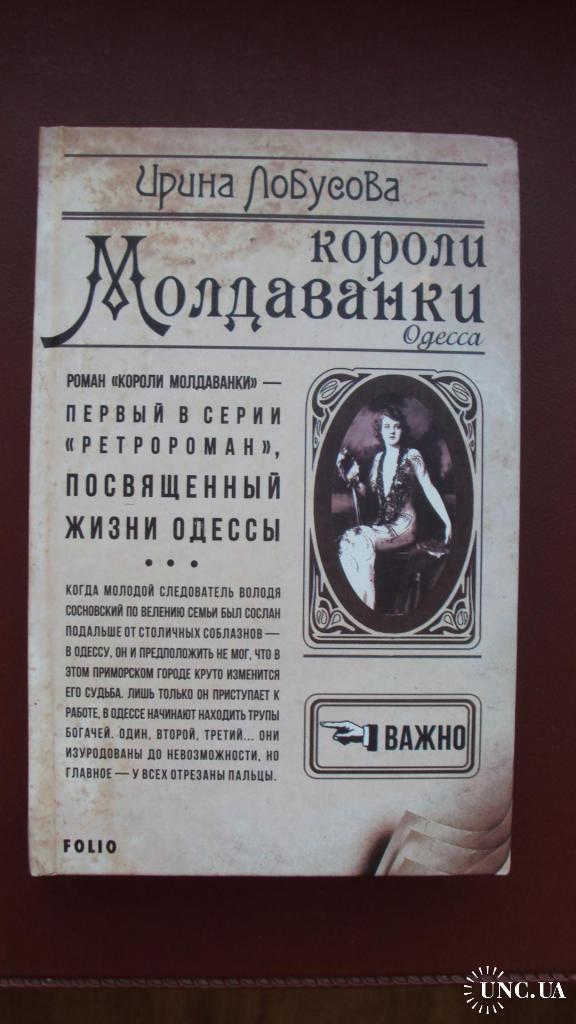 Ирина Лобусова
короли
Молдаванки
Одесса
РОМАН «КОРОЛИ МОЛДАВАНКИ» —
ПЕРВЫЙ В СЕРИИ
«РЕТРОРОМАН»,
ПОСВЯЩЕННЫЙ
ЖИЗНИ ОДЕССЫ
• • •
КОГДА МОЛОДОЙ СЛЕДОВАТЕЛЬ ВОЛОДЯ
СОСНОВСКИЙ ПО ВЕЛЕНИЮ СЕМЬИ БЫЛ СОСЛАН
ПОДАЛЬШЕ ОТ СТОЛИЧНЫХ СОБЛАЗНОВ —
В ОДЕССУ, ОН И ПРЕДПОЛОЖИТЬ НЕ МОГ, ЧТО В
ЭТОМ ПРИМОРСКОМ ГОРОДЕ КРУТО ИЗМЕНИТСЯ
ЕГО СУДЬБА. ЛИШЬ ТОЛЬКО ОН ПРИСТУПАЕТ К
РАБОТЕ, В ОДЕССЕ НАЧИНАЮТ НАХОДИТЬ ТРУПЫ
БОГАЧЕЙ. ОДИН, ВТОРОЙ, ТРЕТИЙ... ОНИ
ИЗУРОДОВАНЫ ДО НЕВОЗМОЖНОСТИ, НО
ГЛАВНОЕ — У ВСЕХ ОТРЕЗАНЫ ПАЛЬЦЫ.
ВАЖНО
FOLIO
UNC.UA